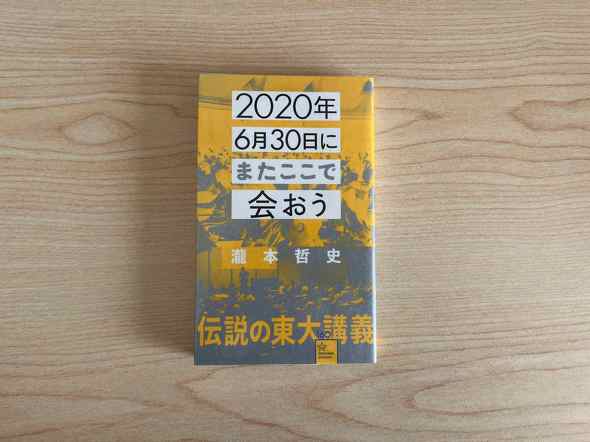 2020年
6月30日に
またここで
会おう
瀧本哲史
伝説の東大講義